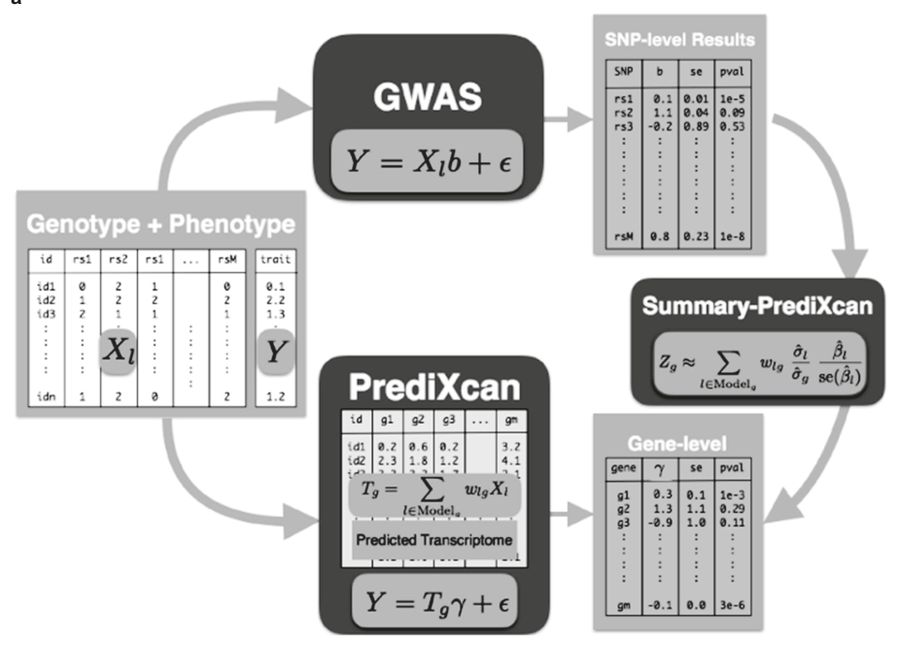 a
GWAS
Y = X_l b + ϵ
SNP-level Results
SNP b se pval
rs1 0.1 0.01 1e-5
rs2 1.1 0.04 0.09
rs3 -0.2 0.89 0.53
: : : :
: : : :
: : : :
: : : :
: : : :
: : : :
rsM 0.8 0.23 1e-8
Genotype + Phenotype
id rs1 rs2 rs1 ... rsM trait
id1 0 2 1 0 0.1
id2 1 2 2 2 2.2
id3 2 1 1 1 1.3
X_l Y
idn 1 2 0 2 1.2
Summary-PrediXcan
Z_g ≈ ∑_{l∈Model_g} w_{lg} \frac{σ̂_l}{σ̂_g} \frac{β̂_l}{se(β̂_l)}
PrediXcan
id g1 g2 g3 ... gm
id1 0.2 0.6 0.2 3.2
id2 2.3 1.8 1.2 4.1
T_g = ∑_{l∈Model_g} w_{lg} X_l
Predicted Transcriptome
Y = T_g γ + ϵ
Gene-level
gene γ se pval
g1 0.3 0.1 1e-3
g2 1.3 1.1 0.29
g3 -0.9 1.0 0.11
: : : :
: : : :
: : : :
: : : :
gm -0.1 0.0 3e-6